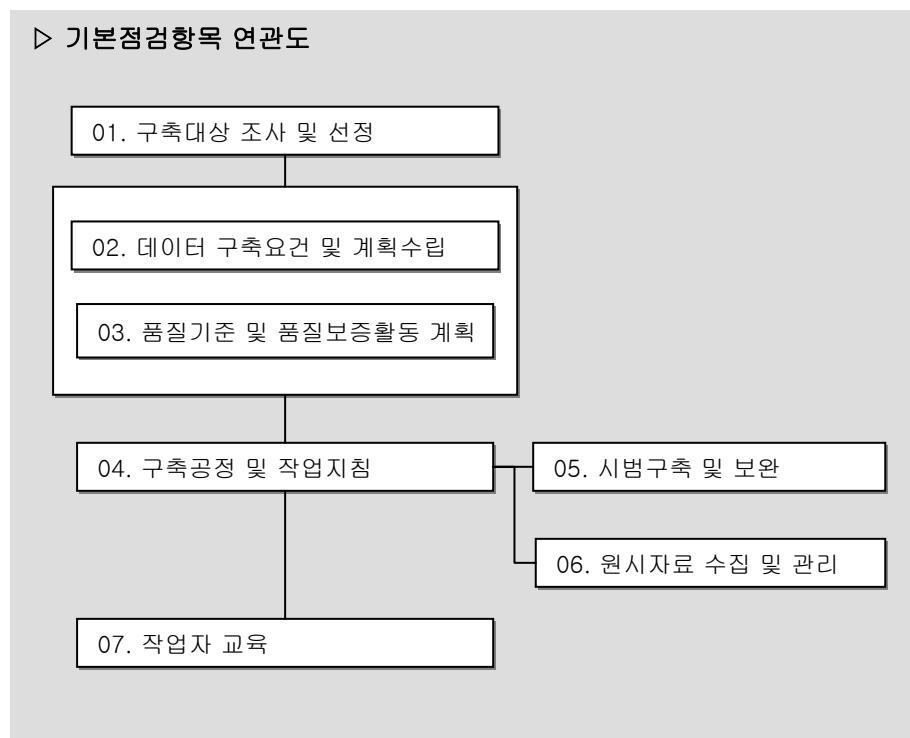 ▷ 기본점검항목 연관도
01. 구축대상 조사 및 선정
02. 데이터 구축요건 및 계획수립
03. 품질기준 및 품질보증활동 계획
04. 구축공정 및 작업지침
05. 시범구축 및 보완
06. 원시자료 수집 및 관리
07. 작업자 교육